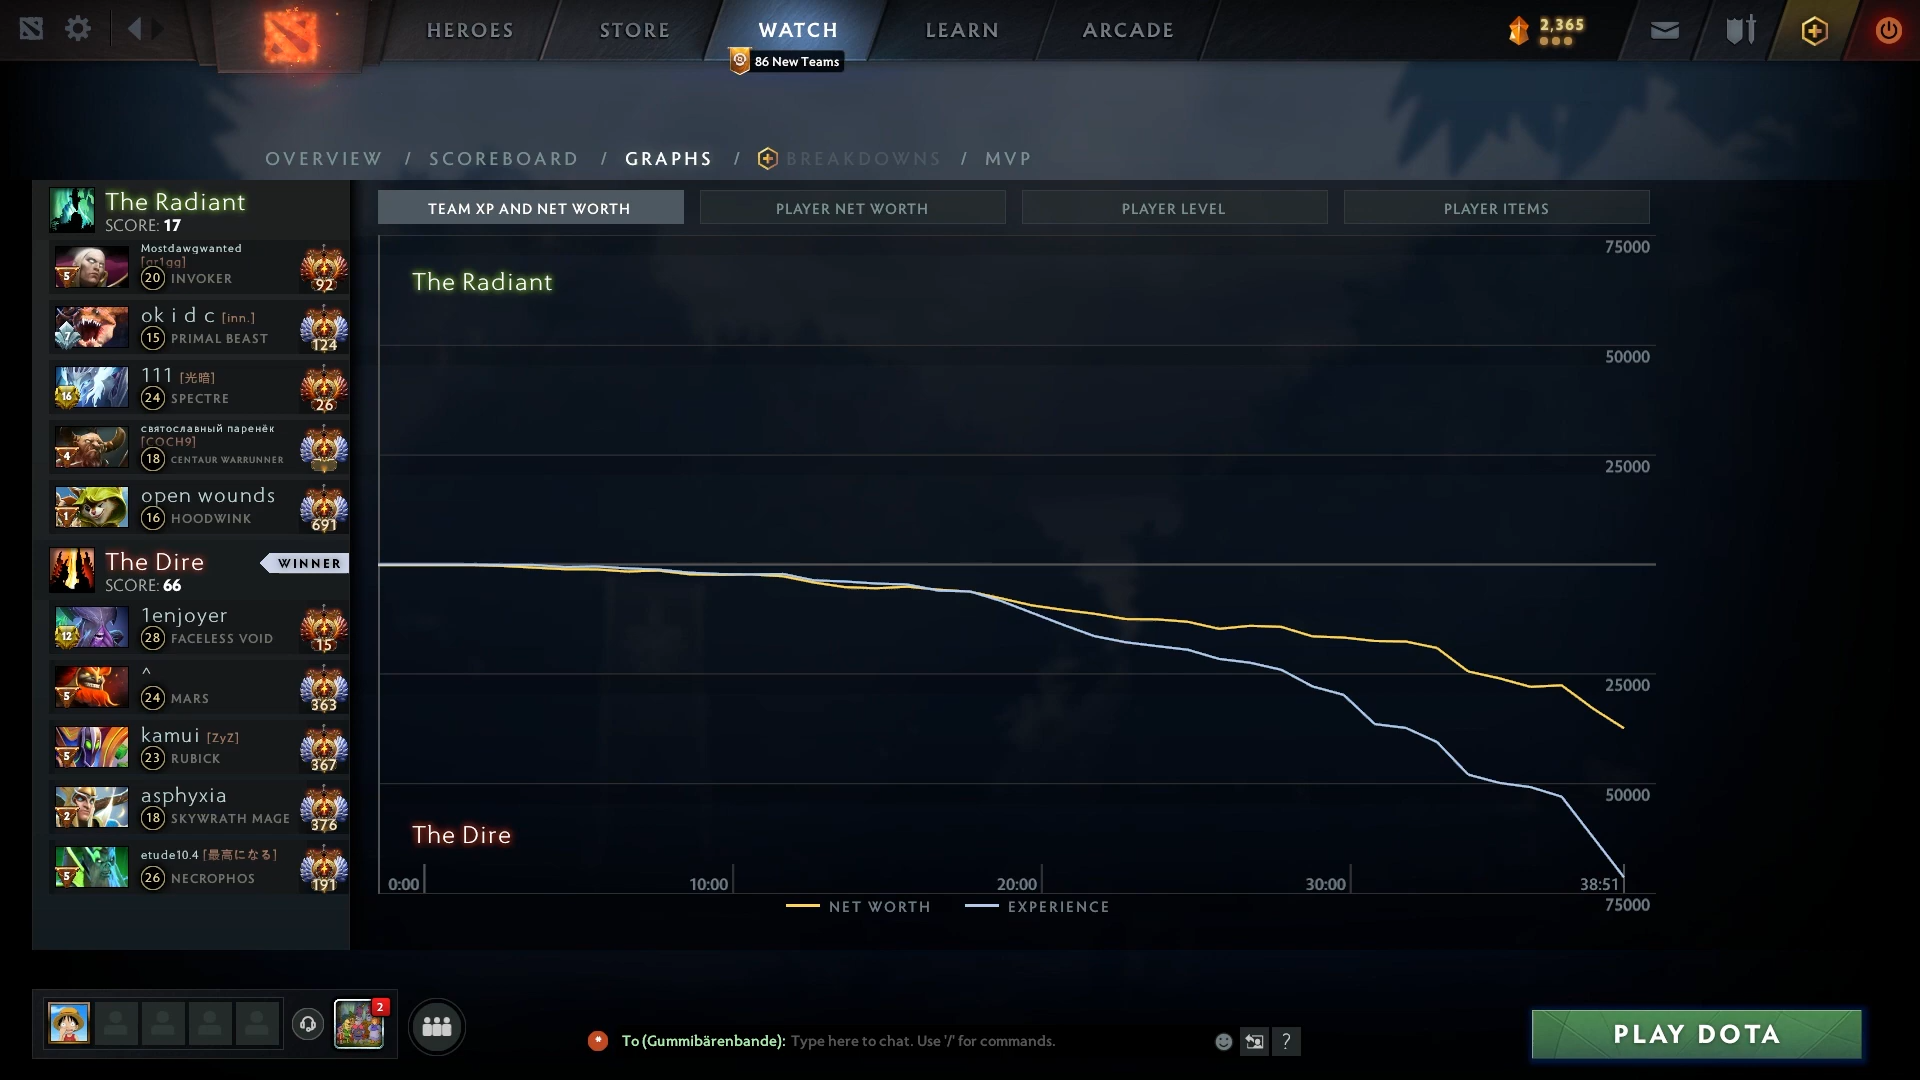 HEROES
STORE
WATCH
LEARN
ARCADE
2,365
86 New Teams
OVERVIEW / SCOREBOARD / GRAPHS / BREAKDOWNS / MVP
The Radiant
SCORE: 17
Mostdawgwanted
[gr1gg]
5
20 INVOKER
92
ok i d c [inn.]
7
15 PRIMAL BEAST
124
111 [光暗]
16
24 SPECTRE
26
святославный паренёк
[COCH9]
4
18 CENTAUR WARRUNNER
open wounds
1
16 HOODWINK
691
The Dire
WINNER
SCORE: 66
1enjoyer
12
28 FACELESS VOID
15
^
5
24 MARS
363
kamui [ZyZ]
5
23 RUBICK
367
asphyxia
2
18 SKYWRATH MAGE
376
etude10.4 [最高になる]
5
26 NECROPHOS
191
TEAM XP AND NET WORTH
PLAYER NET WORTH
PLAYER LEVEL
PLAYER ITEMS
75000
The Radiant
50000
25000
25000
50000
The Dire
0:00
10:00
20:00
30:00
38:51
75000
NET WORTH
EXPERIENCE
2
To (Gummibärenbande): Type here to chat. Use '/' for commands.
?
PLAY DOTA